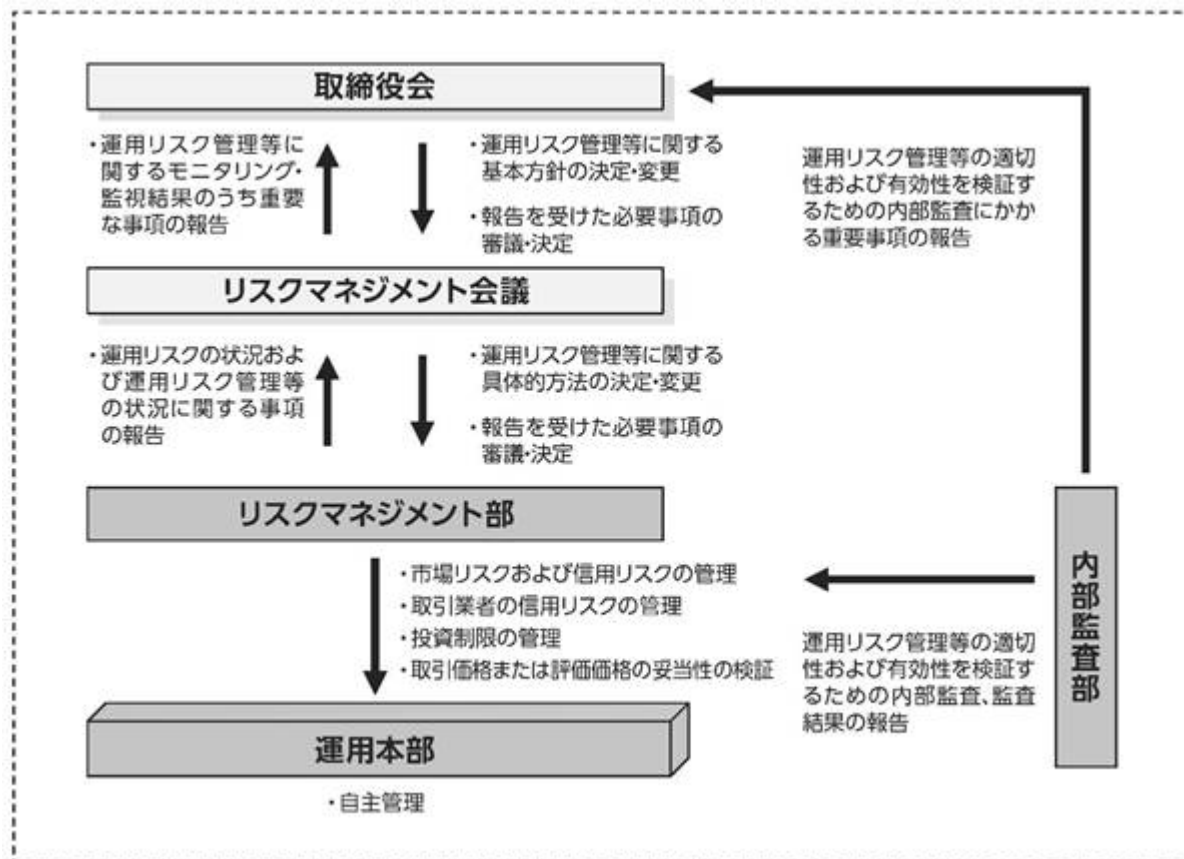 取締役会
・運用リスク管理等に
関するモニタリング・
監視結果のうち重要
な事項の報告
・運用リスク管理等に関する
基本方針の決定・変更
・報告を受けた必要事項の
審議・決定
運用リスク管理等の適切
性および有効性を検証す
るための内部監査にかか
る重要事項の報告
リスクマネジメント会議
・運用リスクの状況およ
び運用リスク管理等
の状況に関する事項
の報告
・運用リスク管理等に関する
具体的方法の決定・変更
・報告を受けた必要事項の
審議・決定
リスクマネジメント部
・市場リスクおよび信用リスクの管理
・取引業者の信用リスクの管理
・投資制限の管理
・取引価格または評価価格の妥当性の検証
運用リスク管理等の適切
性および有効性を検証す
るための内部監査、監査
結果の報告
内部監査部
運用本部
・自主管理